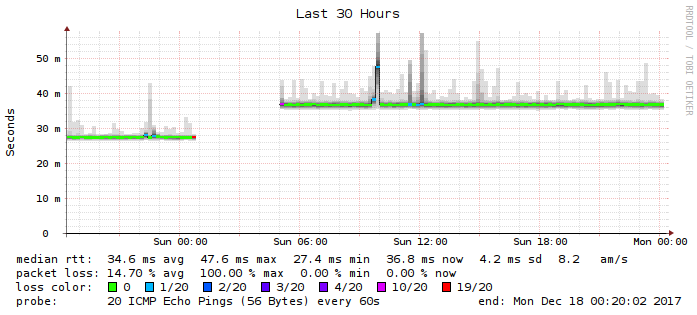 Last 30 Hours
RRDTOOL / TOBI OETIKER
Seconds
50 m
40 m
30 m
20 m
10 m
0
Sun 00:00 Sun 06:00 Sun 12:00 Sun 18:00 Mon 00:00
median rtt: 34.6 ms avg 47.6 ms max 27.4 ms min 36.8 ms now 4.2 ms sd 8.2 am/s
packet loss: 14.70 % avg 100.00 % max 0.00 % min 0.00 % now
loss color: 0 1/20 2/20 3/20 4/20 10/20 19/20
probe: 20 ICMP Echo Pings (56 Bytes) every 60s end: Mon Dec 18 00:20:02 2017